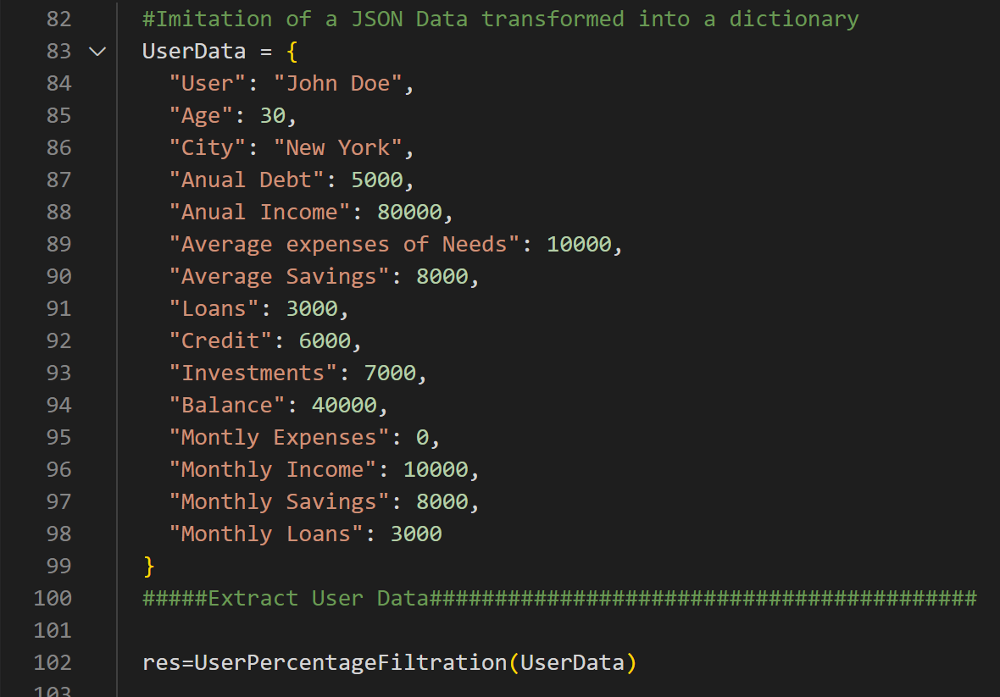 82 #Imitation of a JSON Data transformed into a dictionary
83 UserData = {
84 "User": "John Doe",
85 "Age": 30,
86 "City": "New York",
87 "Anual Debt": 5000,
88 "Anual Income": 80000,
89 "Average expenses of Needs": 10000,
90 "Average Savings": 8000,
91 "Loans": 3000,
92 "Credit": 6000,
93 "Investments": 7000,
94 "Balance": 40000,
95 "Montly Expenses": 0,
96 "Monthly Income": 10000,
97 "Monthly Savings": 8000,
98 "Monthly Loans": 3000
99 }
100 #####Extract User Data##########################################
101
102 res=UserPercentageFiltration(UserData)
103